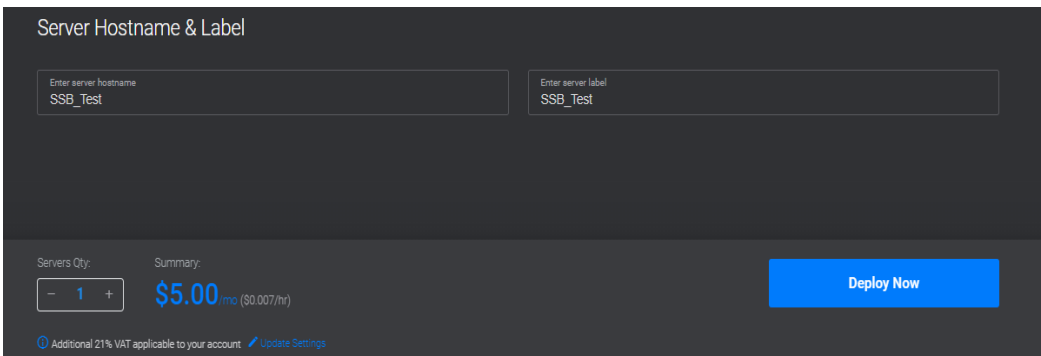 Server Hostname & Label
Enter server hostname
SSB_Test
Enter server label
SSB_Test
Servers Qty:
− 1 +
Summary:
$5.00/mo ($0.007/hr)
Deploy Now
Additional 21% VAT applicable to your account Update Settings